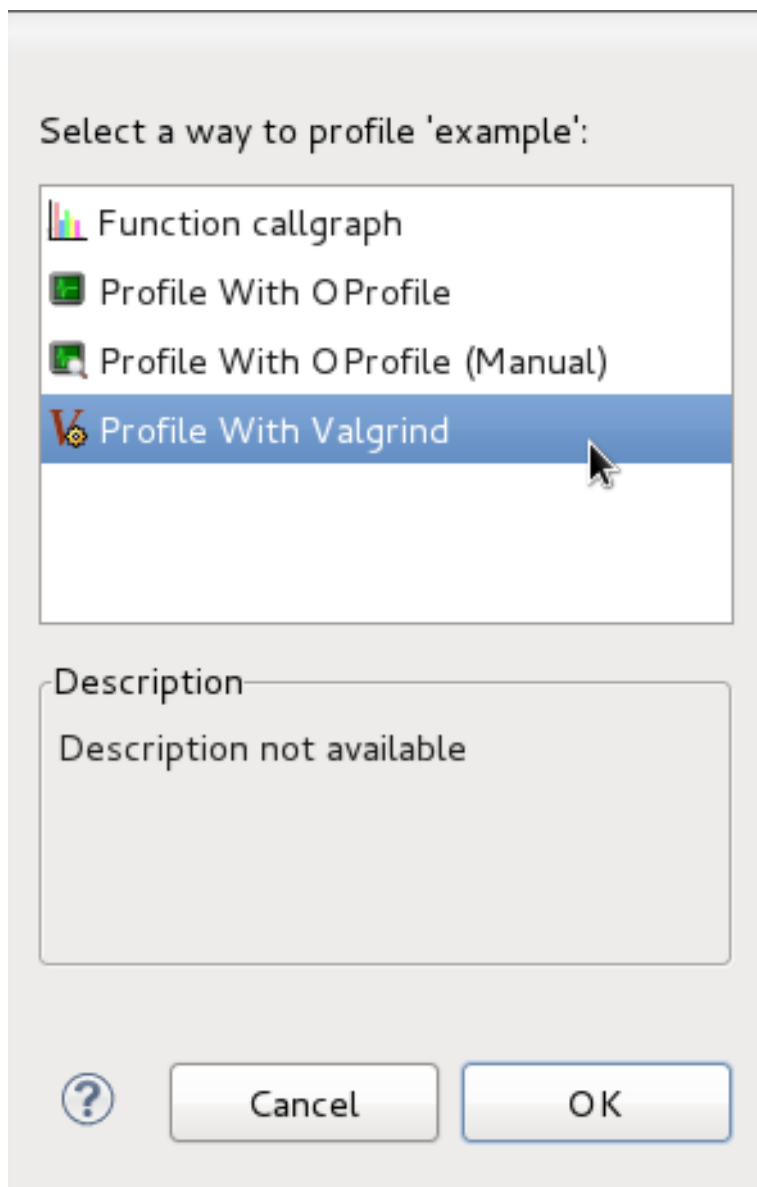 Select a way to profile 'example':
Function callgraph
Profile With OProfile
Profile With OProfile (Manual)
Profile With Valgrind
Description
Description not available
Cancel
OK